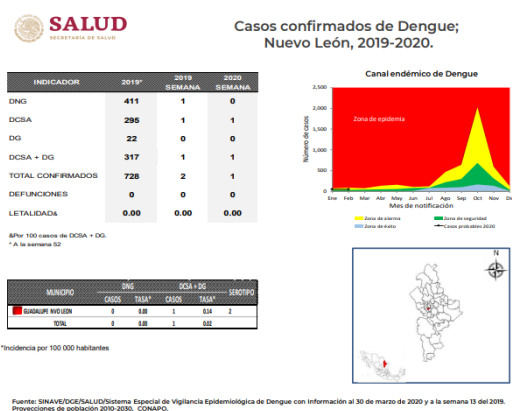 SALUD
SECRETARÍA DE SALUD
Casos confirmados de Dengue;
Nuevo León, 2019-2020.
INDICADOR 2019* 2019 SEMANA 2020 SEMANA
DNG 411 1 0
DCSA 295 1 1
DG 22 0 0
DCSA + DG 317 1 1
TOTAL CONFIRMADOS 728 2 1
DEFUNCIONES 0 0 0
LETALIDAD& 0.00 0.00 0.00
&Por 100 casos de DCSA + DG.
* A la semana 52
Canal endémico de Dengue
Número de casos
2,500
2,000
1,500
1,000
500
0
Zona de epidemia
Ene Feb Mar Abr May Jun Jul Ago Sep Oct Nov
Mes de notificación
Zona de alarma Zona de seguridad
Zona de éxito Casos probables 2020
MUNICIPIO DNG DCSA + DG SEROTIPO
CASOS TASA* CASOS TASA*
GUADALUPE NVO LEON 0 0.00 1 0.14 2
TOTAL 0 0.00 1 0.02
*Incidencia por 100 000 habitantes
N
Fuente: SINAVE/DGE/SALUD/Sistema Especial de Vigilancia Epidemiológica de Dengue con información al 30 de marzo de 2020 y a la semana 13 del 2019.
Proyecciones de población 2010-2030. CONAPO.